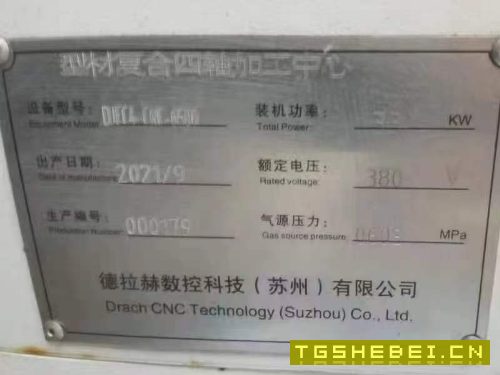 型材复合四轴加工中心
设备型号:
装机功率: KW
Equipment Model: Total Power:
出产日期: 2021/9 额定电压: 380 V
Date of manufacture: Rated voltage:
生产编号: 000179 气源压力: MPa
Production Number: Gas source pressure:
德拉赫数控科技(苏州)有限公司
Drach CNC Technology (Suzhou) Co., Ltd.
TGSHEBEI.CN